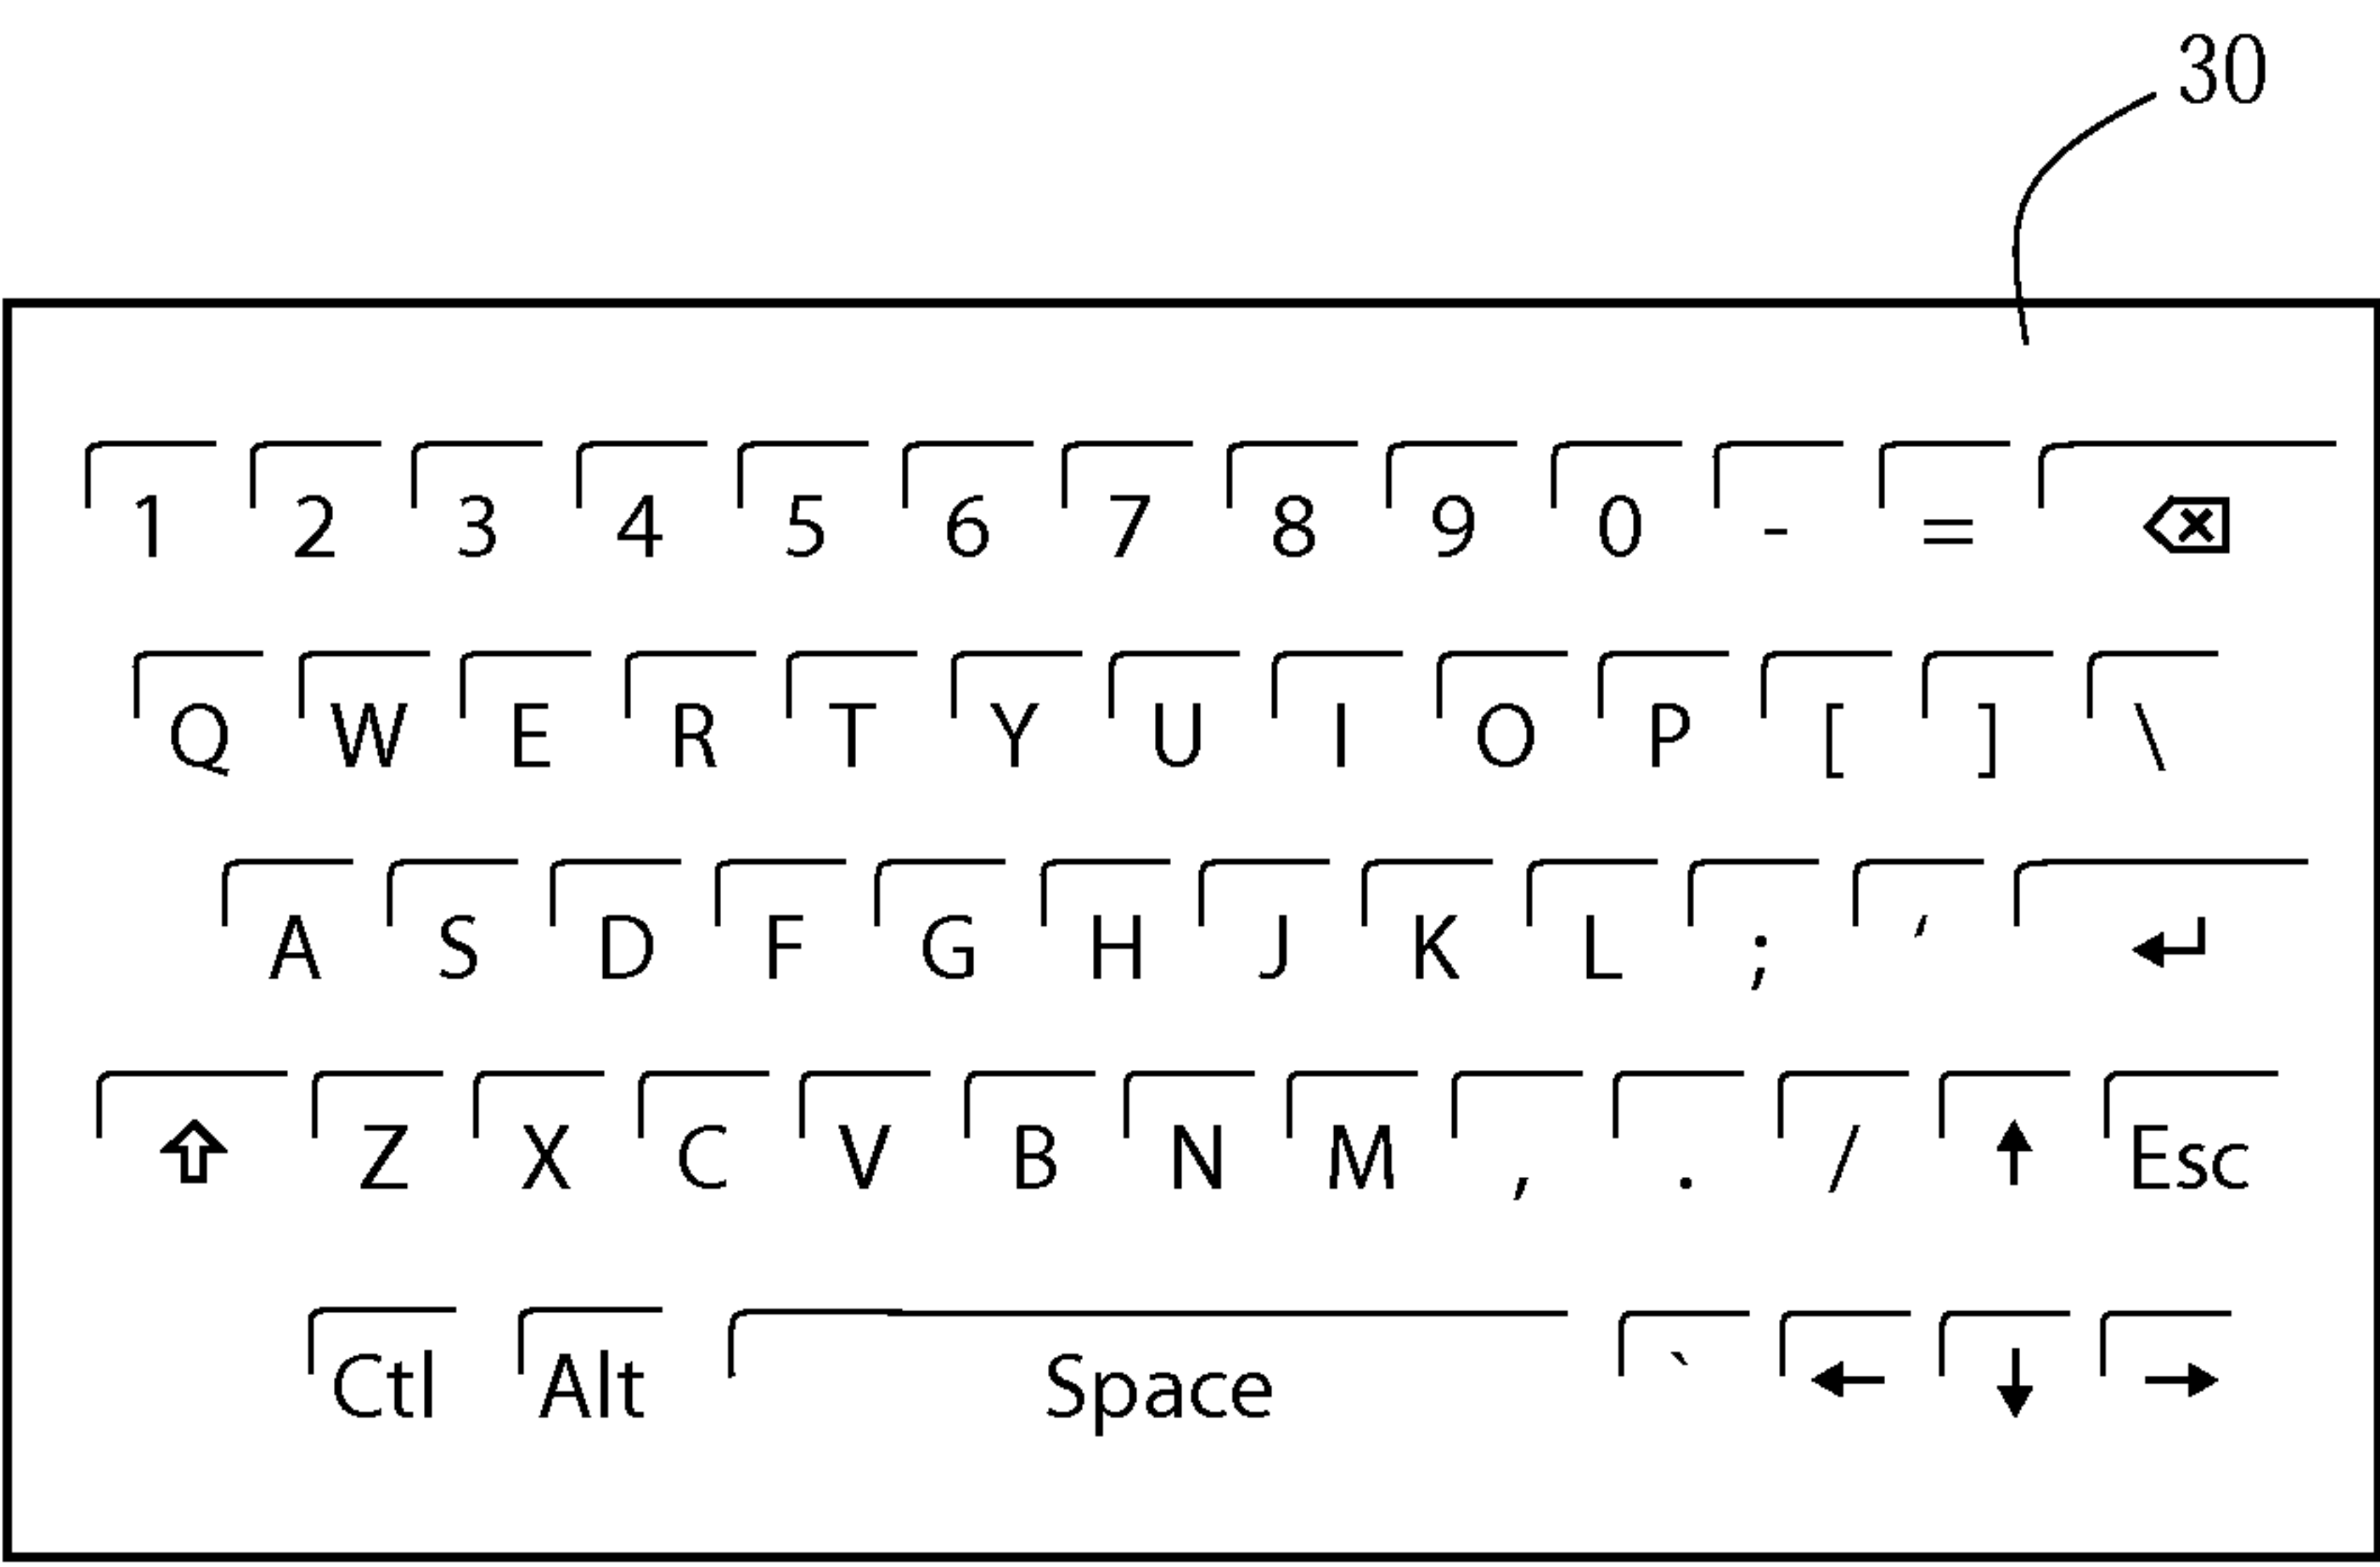 30
1 2 3 4 5 6 7 8 9 0 - = ⌫
Q W E R T Y U I O P [ ] \
A S D F G H J K L ; ′ ↵
⇧ Z X C V B N M , . / ↑ Esc
Ctl Alt Space ` ← ↓ →